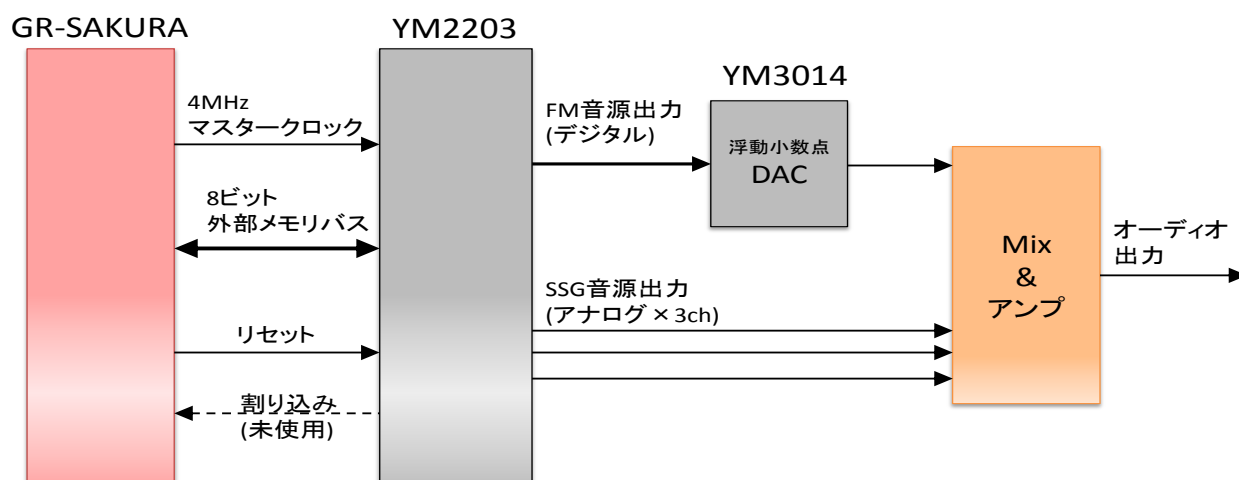 GR-SAKURA
YM2203
4MHz
マスタークロック
8ビット
外部メモリバス
リセット
割り込み
(未使用)
FM音源出力
(デジタル)
YM3014
浮動小数点
DAC
SSG音源出力
(アナログ×3ch)
Mix
&
アンプ
オーディオ
出力